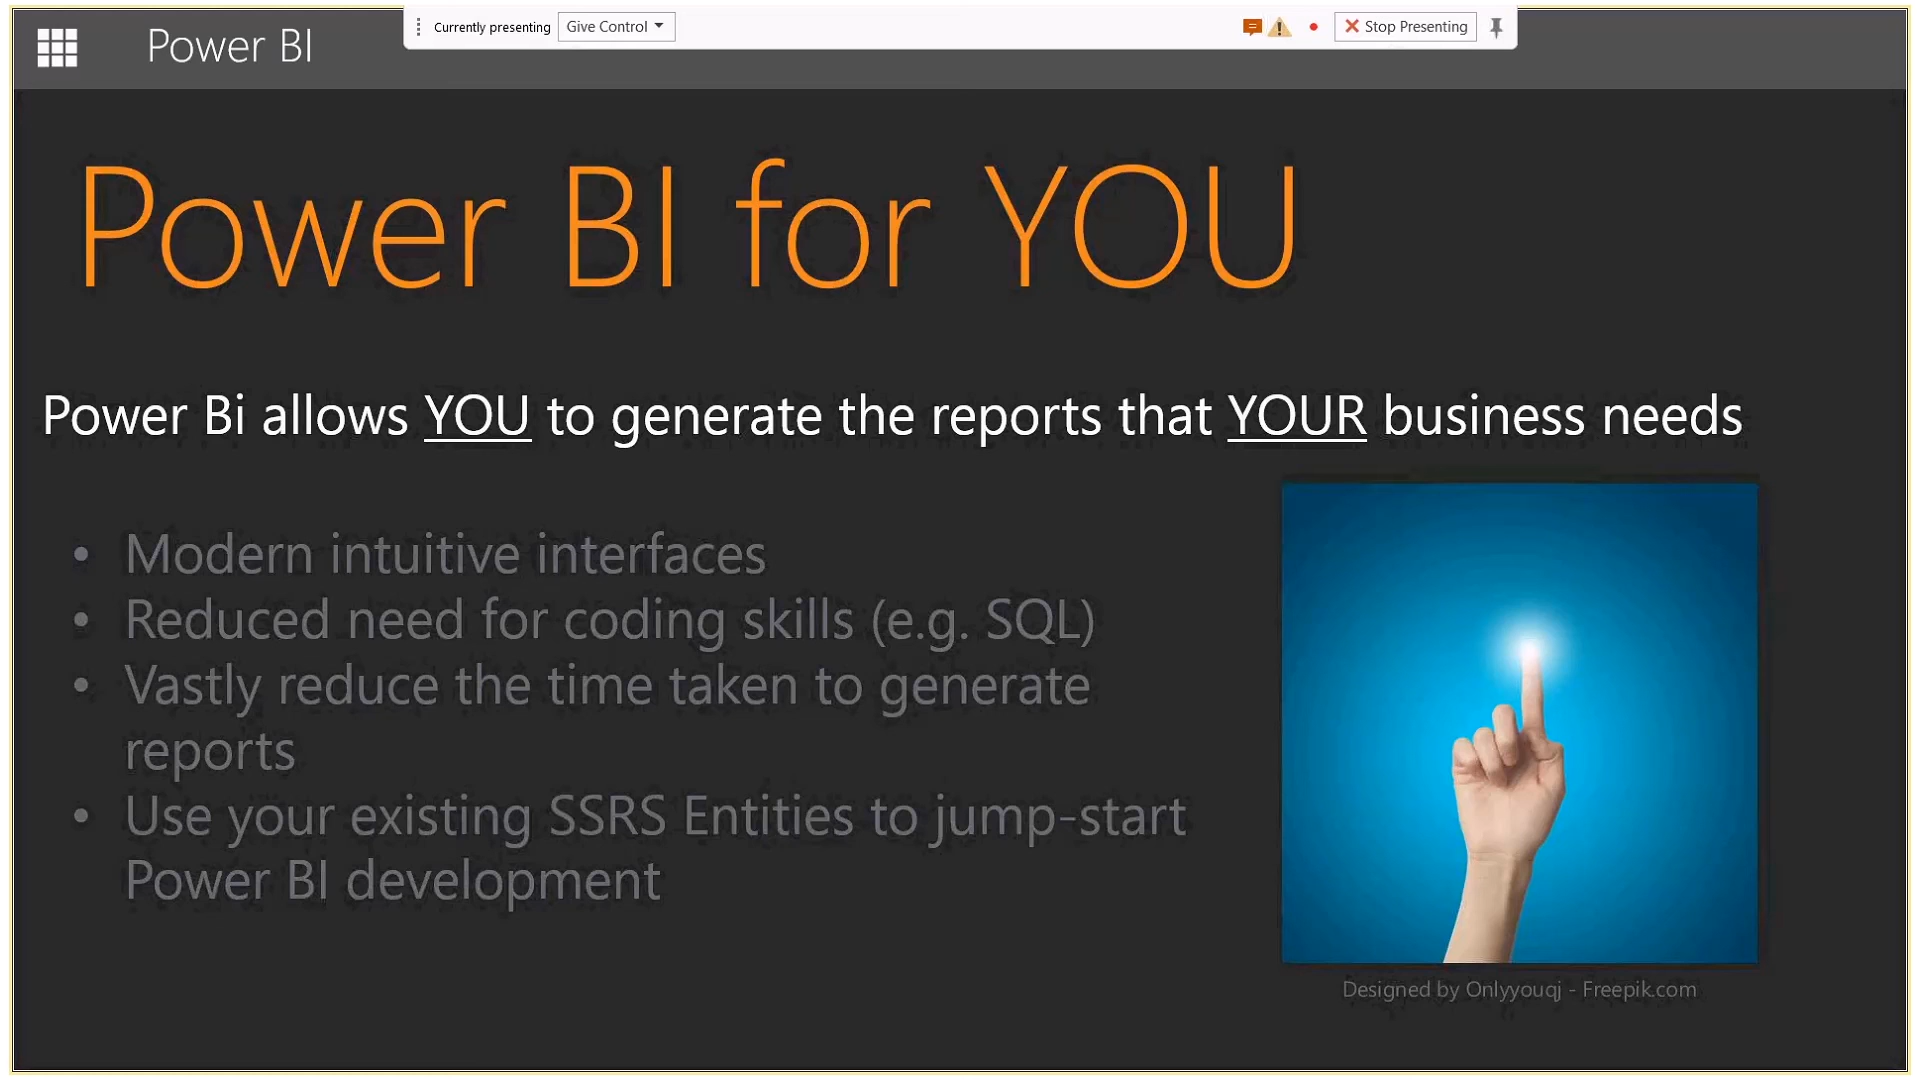 Power BI
Currently presenting
Give Control
Stop Presenting
Power BI for YOU
Power Bi allows YOU to generate the reports that YOUR business needs
• Modern intuitive interfaces
• Reduced need for coding skills (e.g. SQL)
• Vastly reduce the time taken to generate
reports
• Use your existing SSRS Entities to jump-start
Power BI development
Designed by Onlyyouqj - Freepik.com